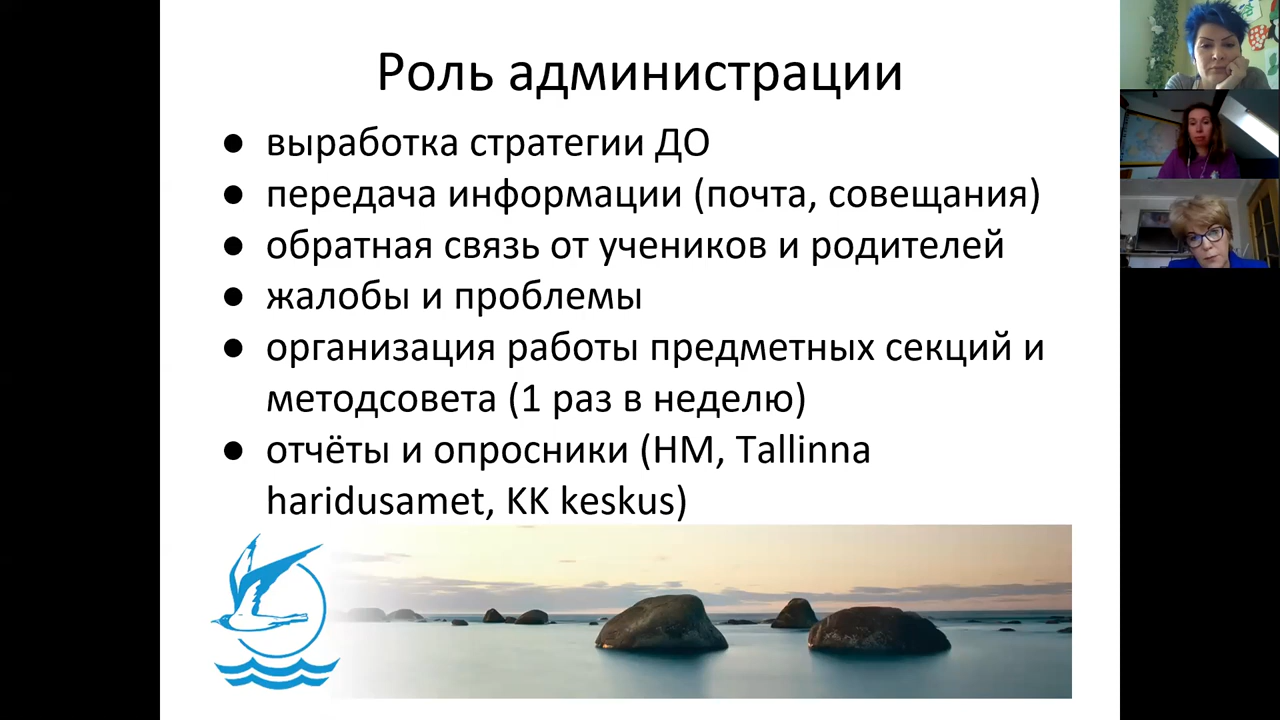 Роль администрации
● выработка стратегии ДО
● передача информации (почта, совещания)
● обратная связь от учеников и родителей
● жалобы и проблемы
● организация работы предметных секций и
методсовета (1 раз в неделю)
● отчёты и опросники (HM, Tallinna
haridusamet, KK keskus)